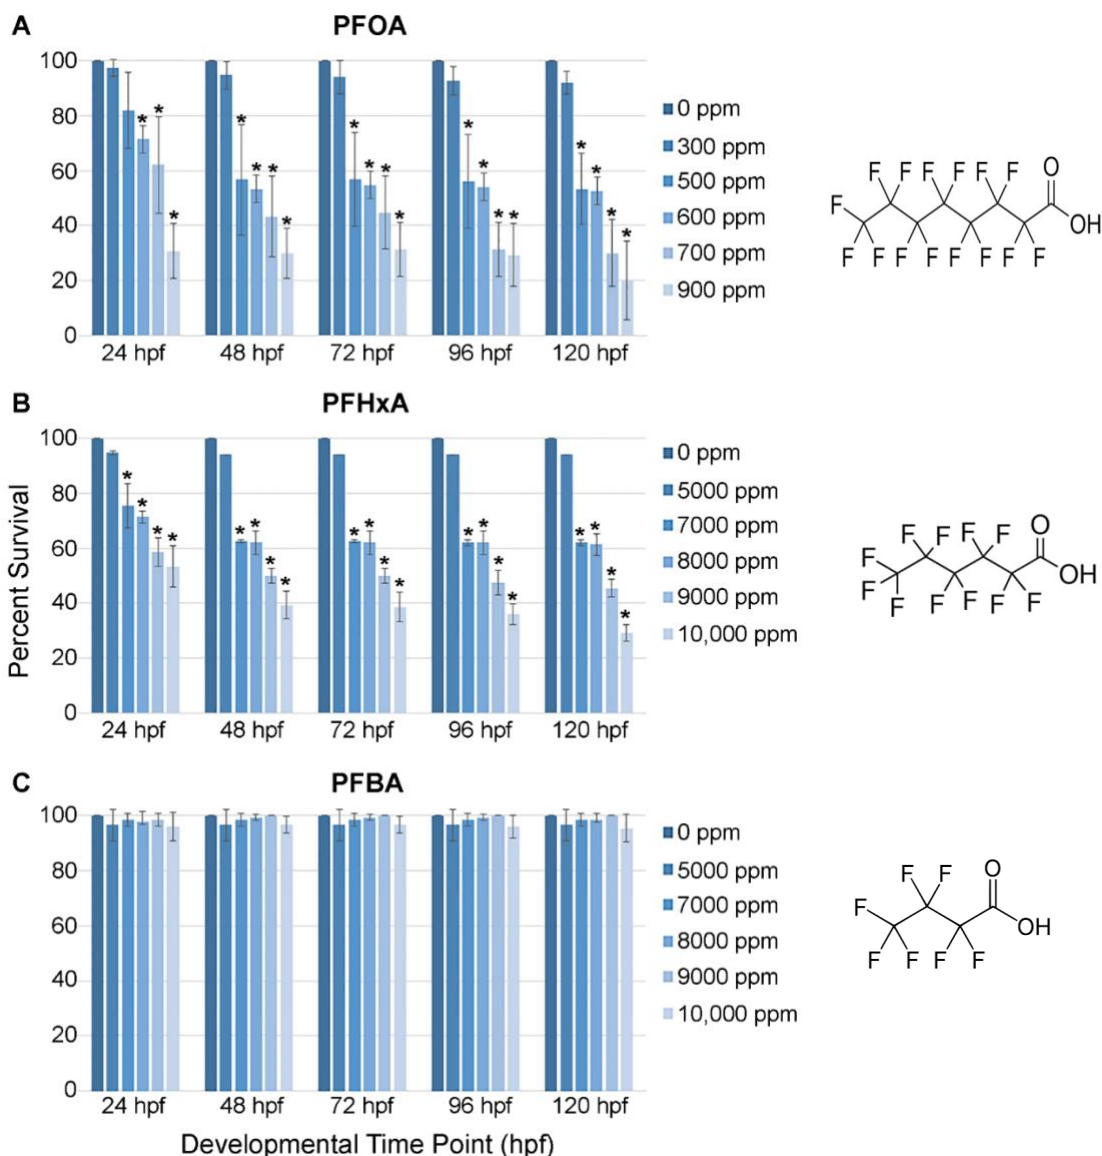 A
PFOA
100
80
60
40
20
0
* * *
* * * *
* * * *
* * * *
* * * *
24 hpf 48 hpf 72 hpf 96 hpf 120 hpf
0 ppm
300 ppm
500 ppm
600 ppm
700 ppm
900 ppm
F F F F F F O
F OH
F F F F F F F F
B
PFHxA
Percent Survival
100
80
60
40
20
0
* * * *
* * * *
* * * *
* * * *
* * * *
24 hpf 48 hpf 72 hpf 96 hpf 120 hpf
0 ppm
5000 ppm
7000 ppm
8000 ppm
9000 ppm
10,000 ppm
F F F F O
F OH
F F F F F F
C
PFBA
100
80
60
40
20
0
24 hpf 48 hpf 72 hpf 96 hpf 120 hpf
0 ppm
5000 ppm
7000 ppm
8000 ppm
9000 ppm
10,000 ppm
F F O
F OH
F F F F
Developmental Time Point (hpf)